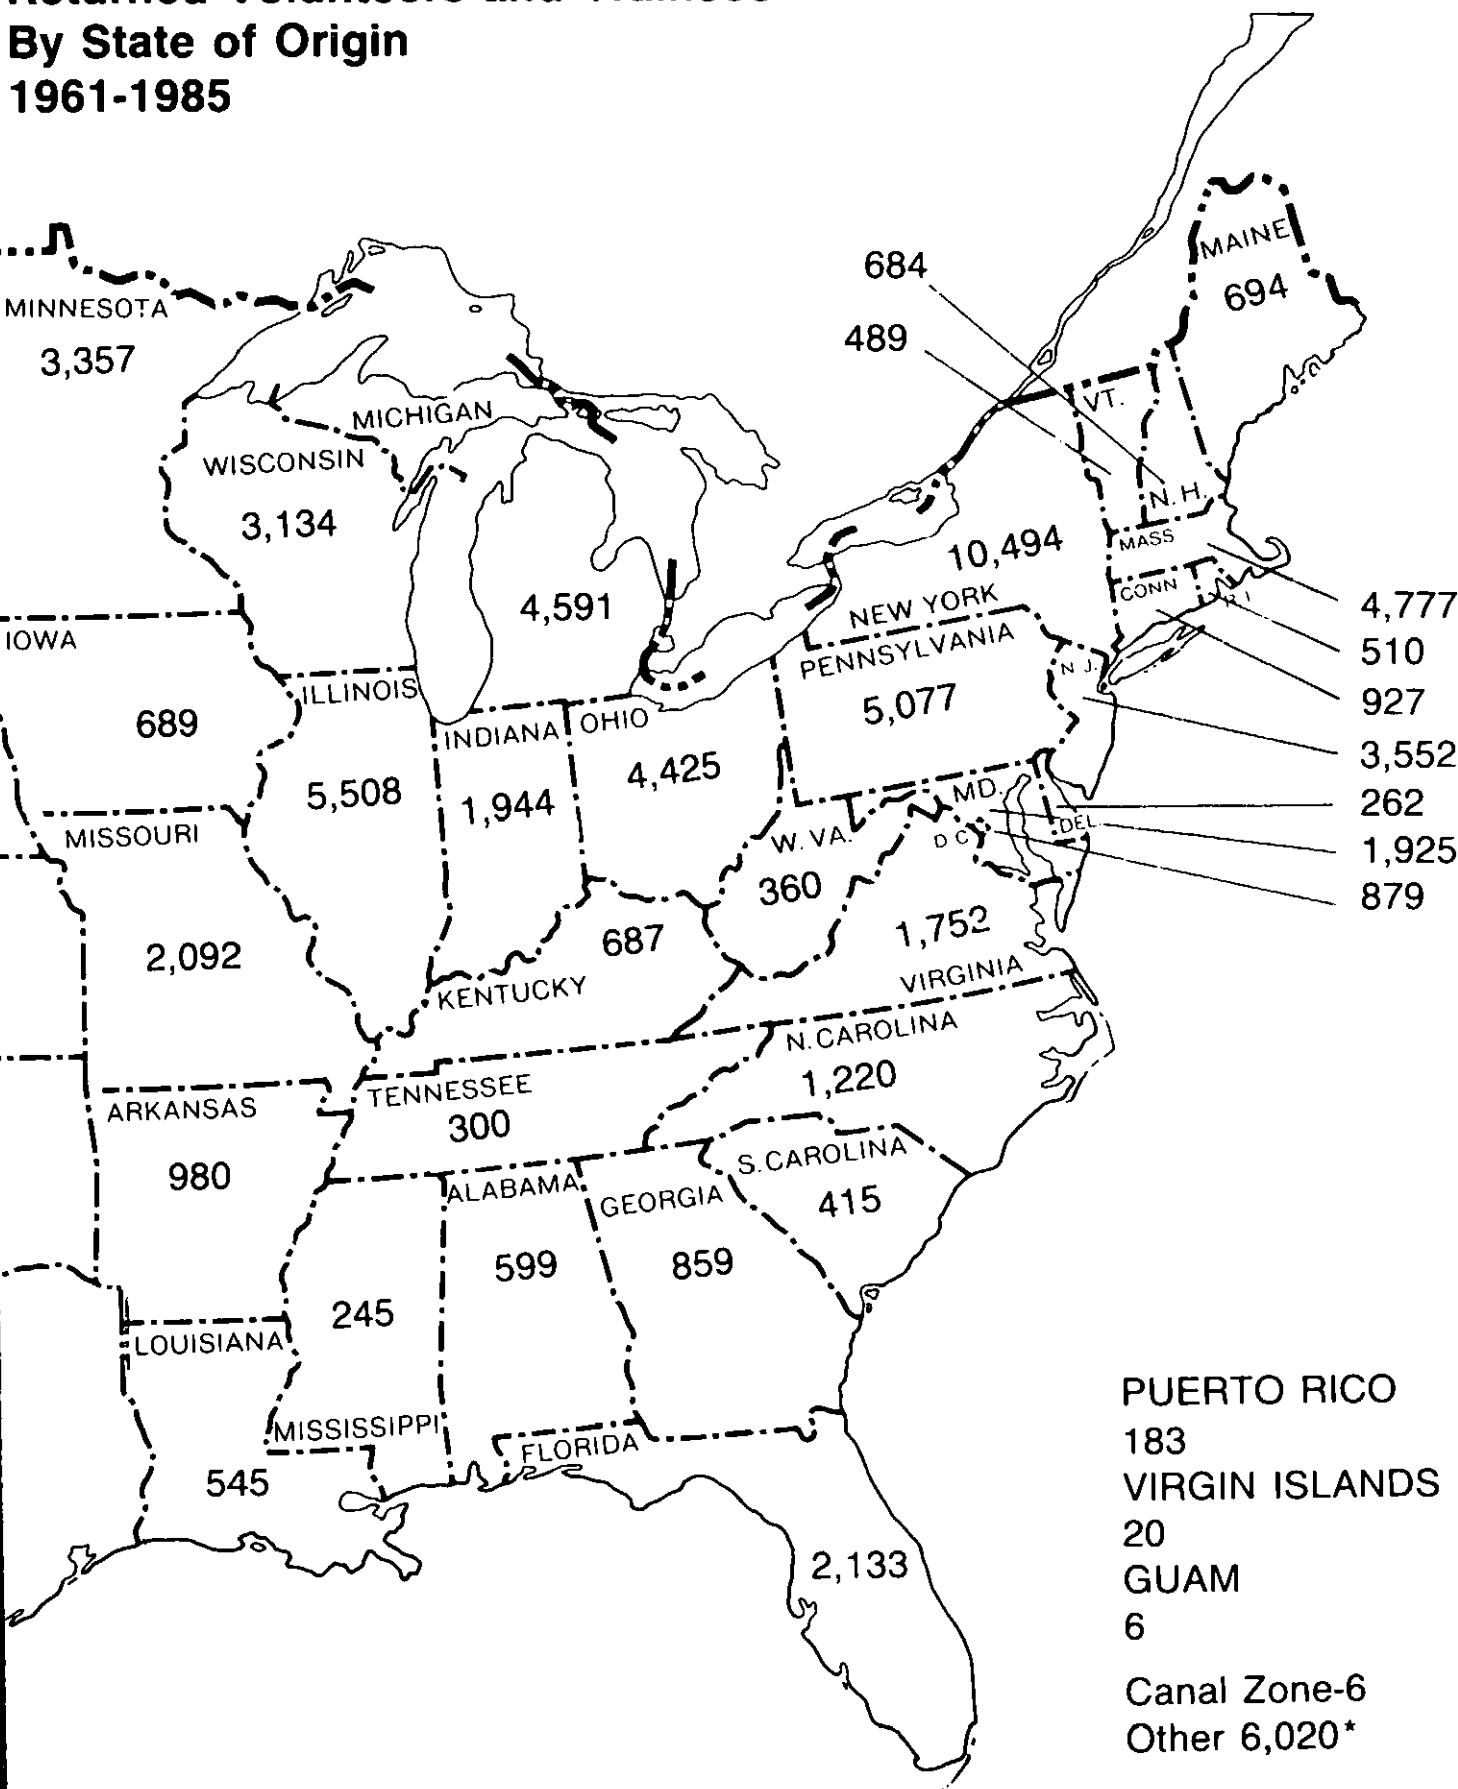 Returned Volunteers and Trainees
By State of Origin
1961-1985
MAINE
694
684
489
MINNESOTA
3,357
VT.
MICHIGAN
WISCONSIN
N. H.
3,134
MASS
10,494
CONN
R.I.
4,777
4,591
NEW YORK
IOWA
PENNSYLVANIA
510
N J.
ILLINOIS
5,077
927
689
INDIANA
OHIO
3,552
5,508
4,425
1,944
MD.
262
MISSOURI
W. VA.
D C
DEL.
1,925
360
879
2,092
687
1,752
KENTUCKY
VIRGINIA
N. CAROLINA
1,220
TENNESSEE
300
ARKANSAS
980
S. CAROLINA
415
ALABAMA
GEORGIA
599
859
245
LOUISIANA
MISSISSIPPI
FLORIDA
545
2,133
PUERTO RICO
183
VIRGIN ISLANDS
20
GUAM
6
Canal Zone-6
Other 6,020*